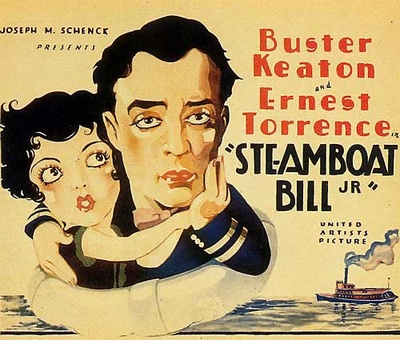 JOSEPH M. SCHENCK
PRESENTS
Buster
Keaton
and
Ernest
Torrence
in
"STEAMBOAT
BILL JR"
UNITED
ARTISTS
PICTURE